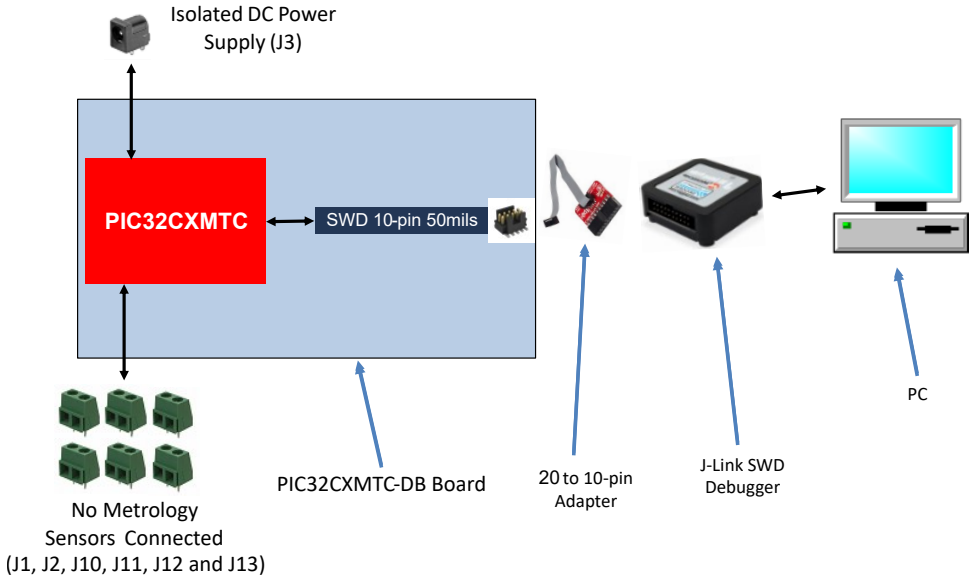 Isolated DC Power
Supply (J3)
PIC32CXMTC
SWD 10-pin 50mils
PC
PIC32CXMTC-DB Board
20 to 10-pin
Adapter
J-Link SWD
Debugger
No Metrology
Sensors Connected
(J1, J2, J10, J11, J12 and J13)